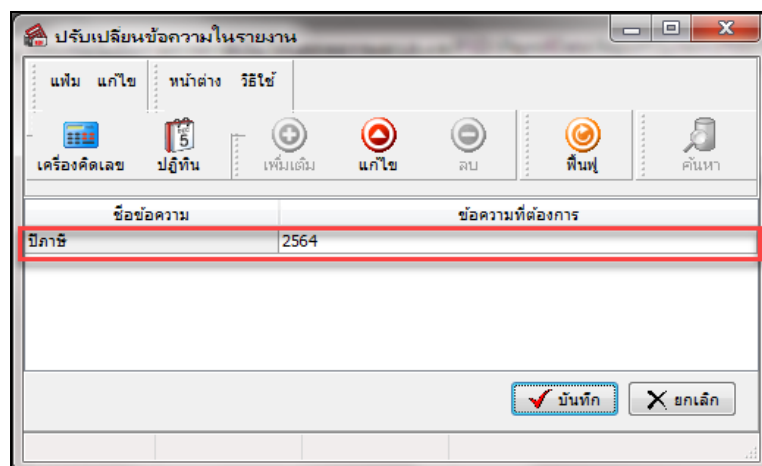 ปรับเปลี่ยนข้อความในรายงาน
แฟ้ม แก้ไข หน้าต่าง วิธีใช้
เครื่องคิดเลข ปฏิทิน เพิ่มเติม แก้ไข ลบ ฟื้นฟู ค้นหา
ชื่อข้อความ ข้อความที่ต้องการ
ปีภาษี 2564
บันทึก ยกเลิก